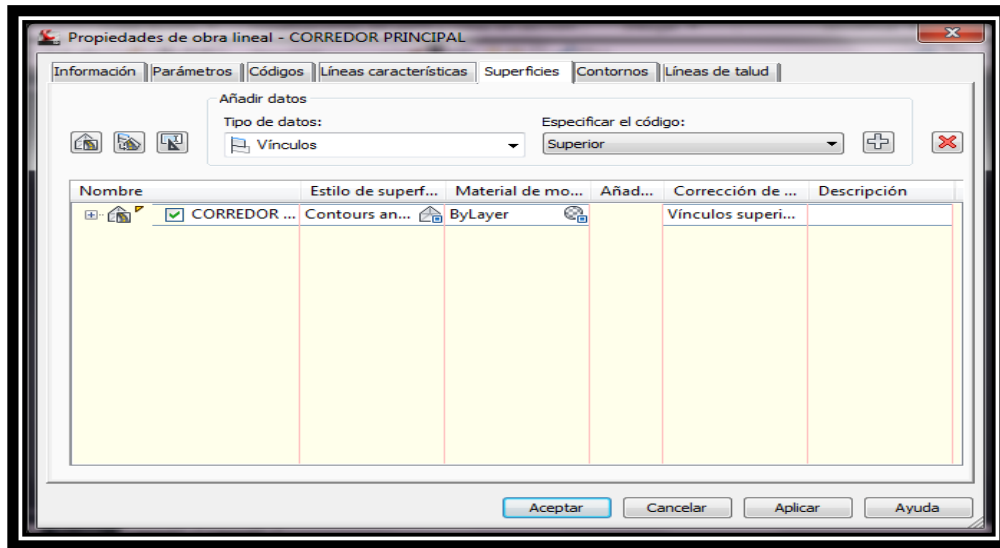 Propiedades de obra lineal - CORREDOR PRINCIPAL
Información Parámetros Códigos Líneas características Superficies Contornos Líneas de talud
Añadir datos
Tipo de datos: Especificar el código:
Vínculos Superior
Nombre Estilo de superf... Material de mo... Añad... Corrección de ... Descripción
CORREDOR ... Contours an... ByLayer Vínculos superi...
Aceptar Cancelar Aplicar Ayuda